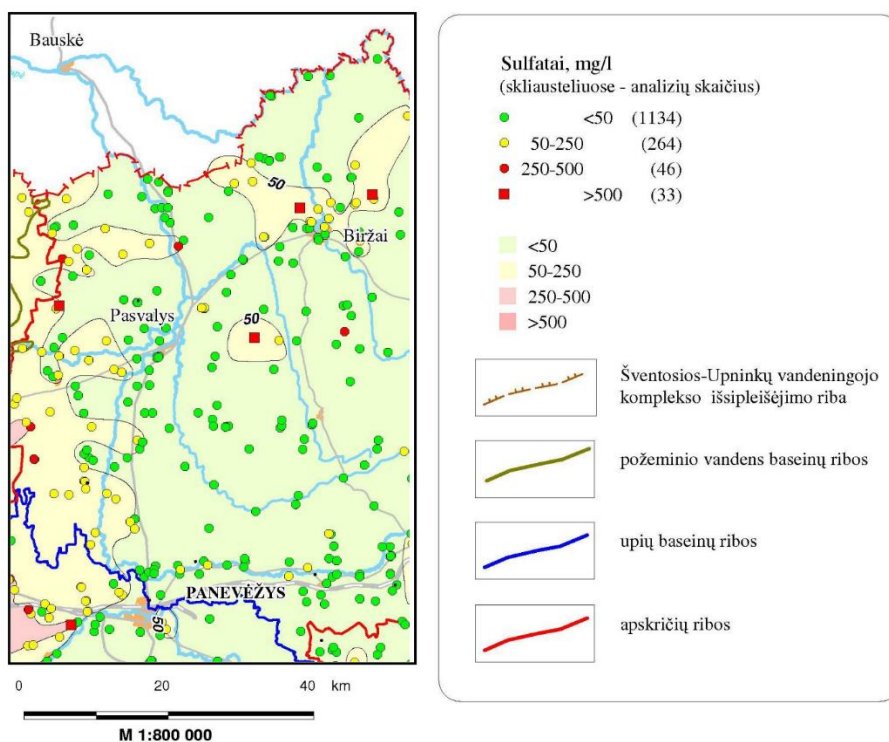 Bauskė
50
Biržai
Pasvalys
50
PANEVĖŽYS
50
0 20 40 km
M 1:800 000
Sulfatai, mg/l
(skliausteliuose - analizių skaičius)
<50 (1134)
50-250 (264)
250-500 (46)
>500 (33)
<50
50-250
250-500
>500
Šventosios-Upninkų vandeningojo
komplekso išsipleišėjimo riba
požeminio vandens baseinų ribos
upių baseinų ribos
apskričių ribos